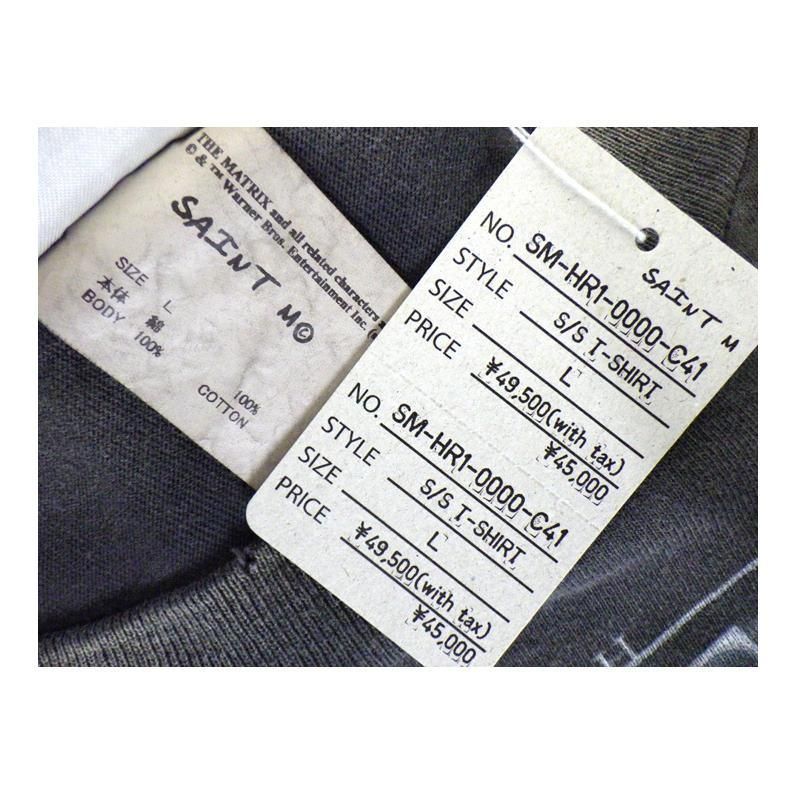 THE MATRIX and all related characters
© & ™ Warner Bros. Entertainment Inc.
SAINT M©
SIZE L
本体 綿 100%
BODY 100% COTTON
SAINT M
NO. SM-HR1-0000-C41
STYLE S/S T-SHIRT
SIZE L
PRICE ¥49,500(with tax)
¥45,000
NO. SM-HR1-0000-C41
STYLE S/S T-SHIRT
SIZE L
PRICE ¥49,500(with tax)
¥45,000